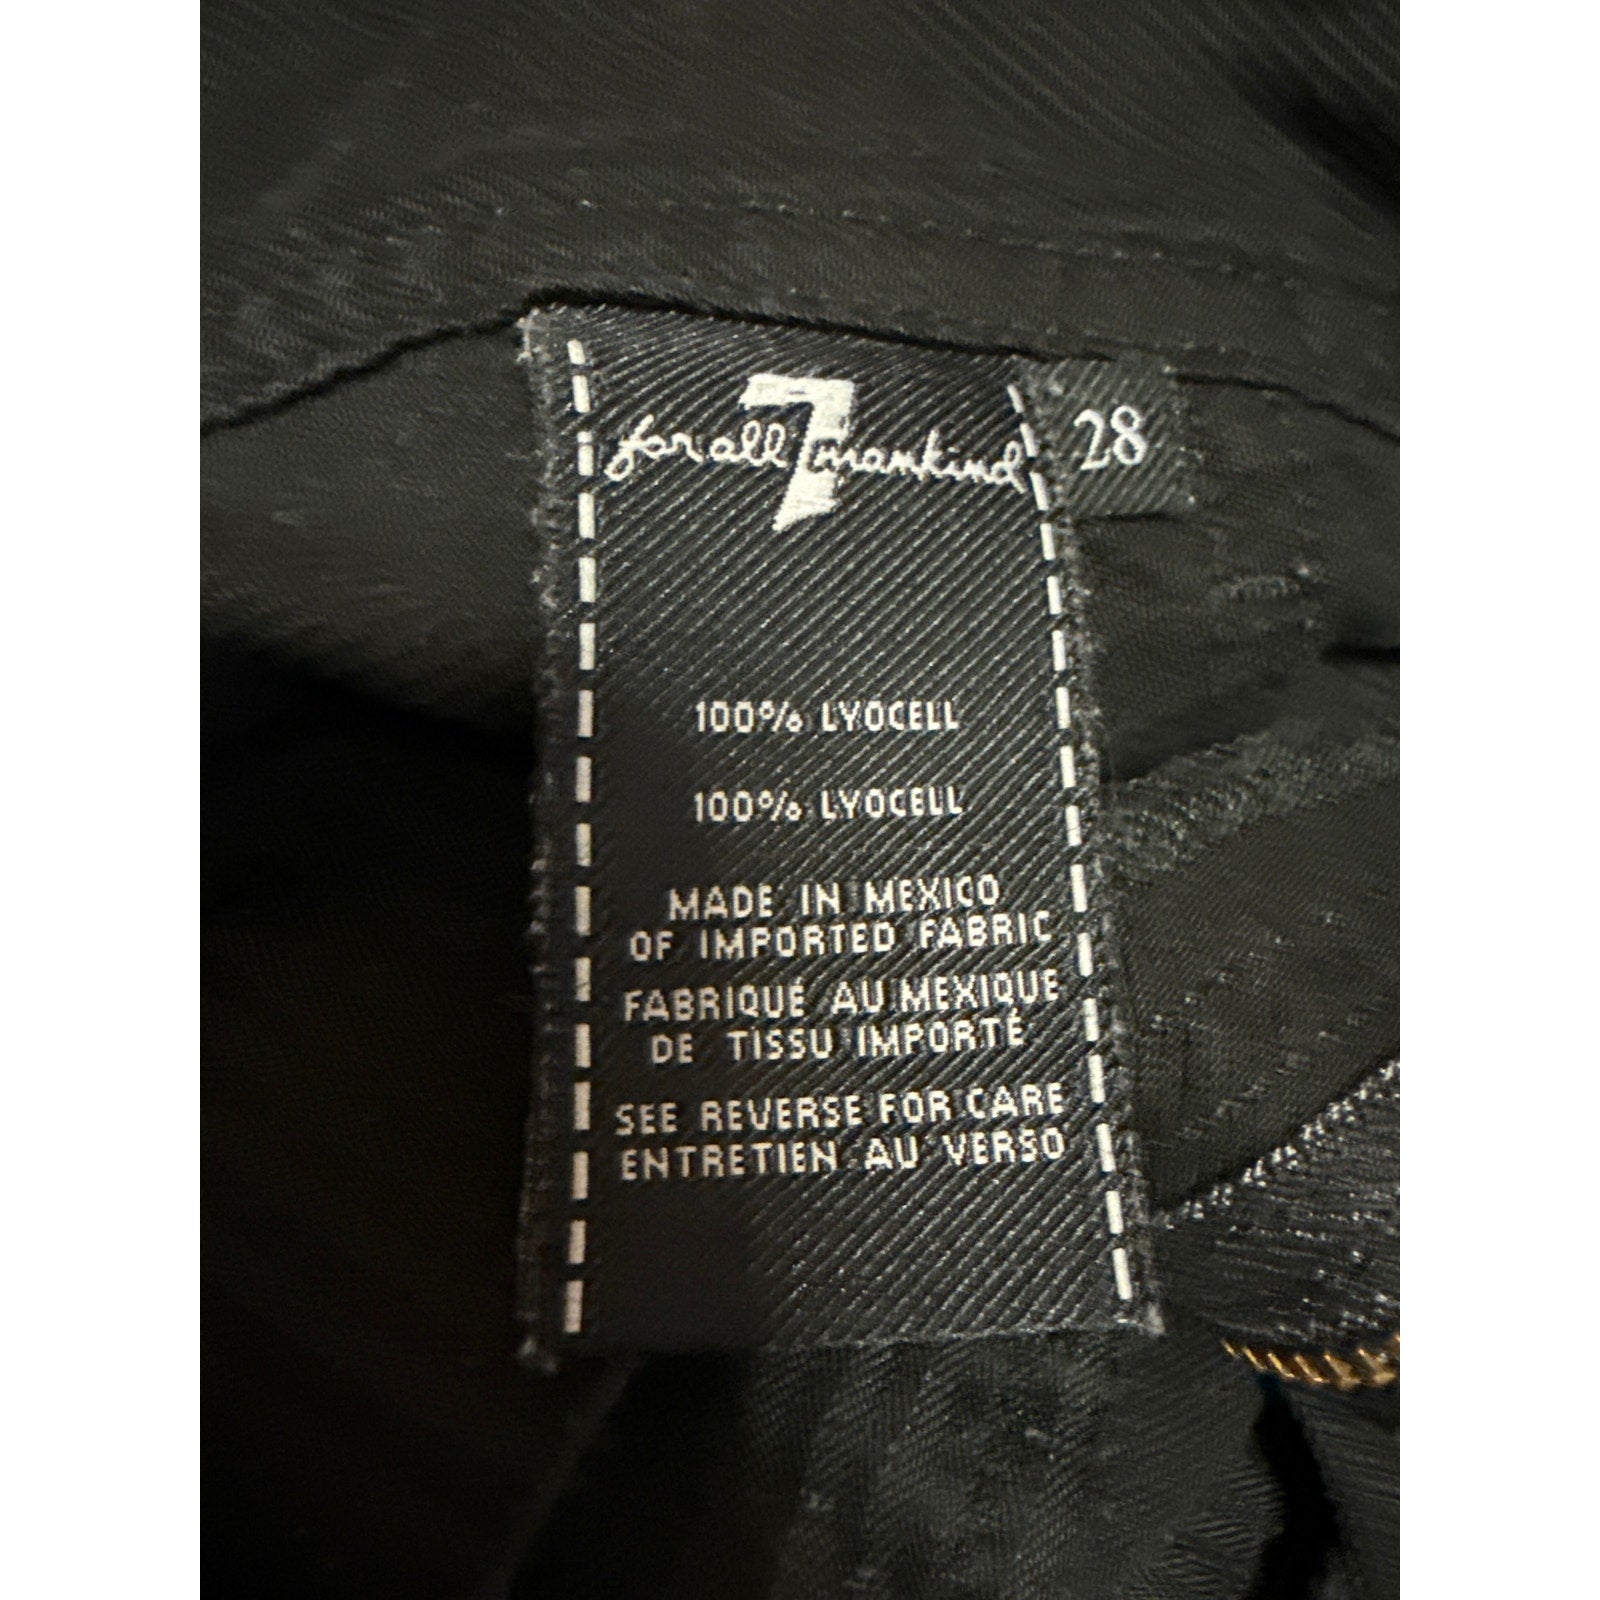 7
for all mankind
28
100% LYOCELL
100% LYOCELL
MADE IN MEXICO
OF IMPORTED FABRIC
FABRIQUÉ AU MEXIQUE
DE TISSU IMPORTÉ
SEE REVERSE FOR CARE
ENTRETIEN AU VERSO